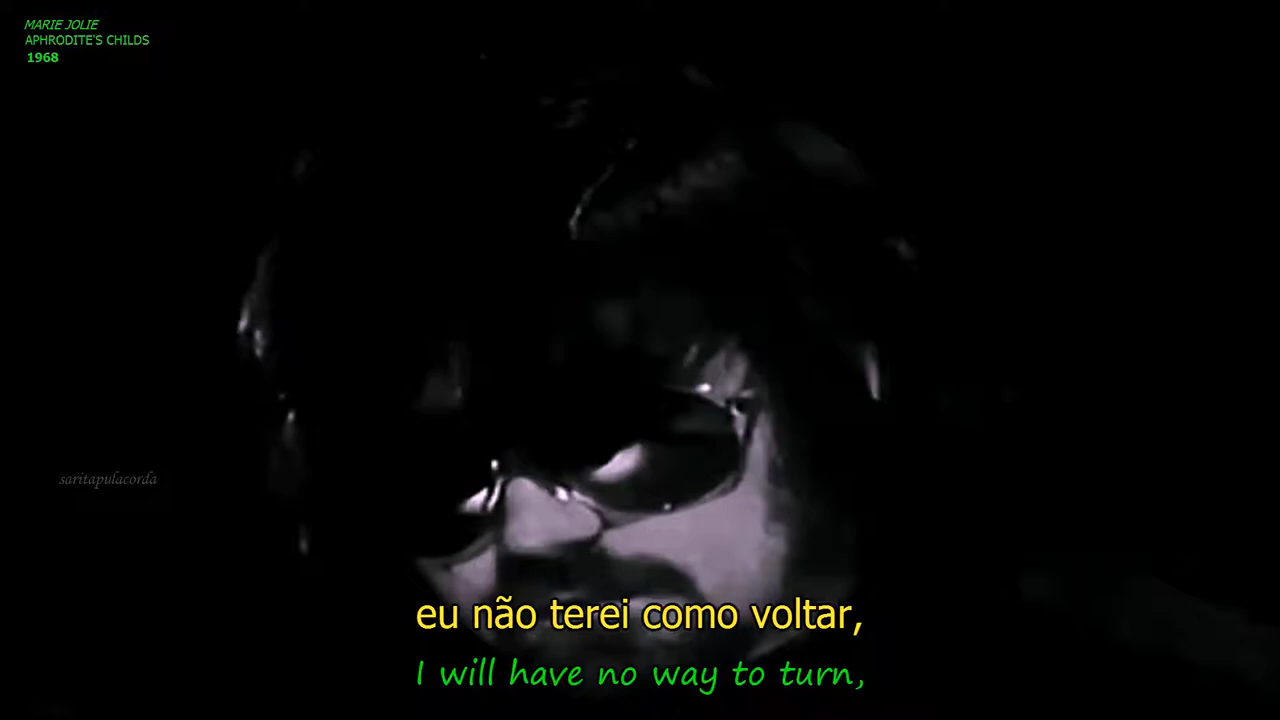 MARIE JOLIE
APHRODITE'S CHILDS
1968
saritapulacorda
eu não terei como voltar,
I will have no way to turn,